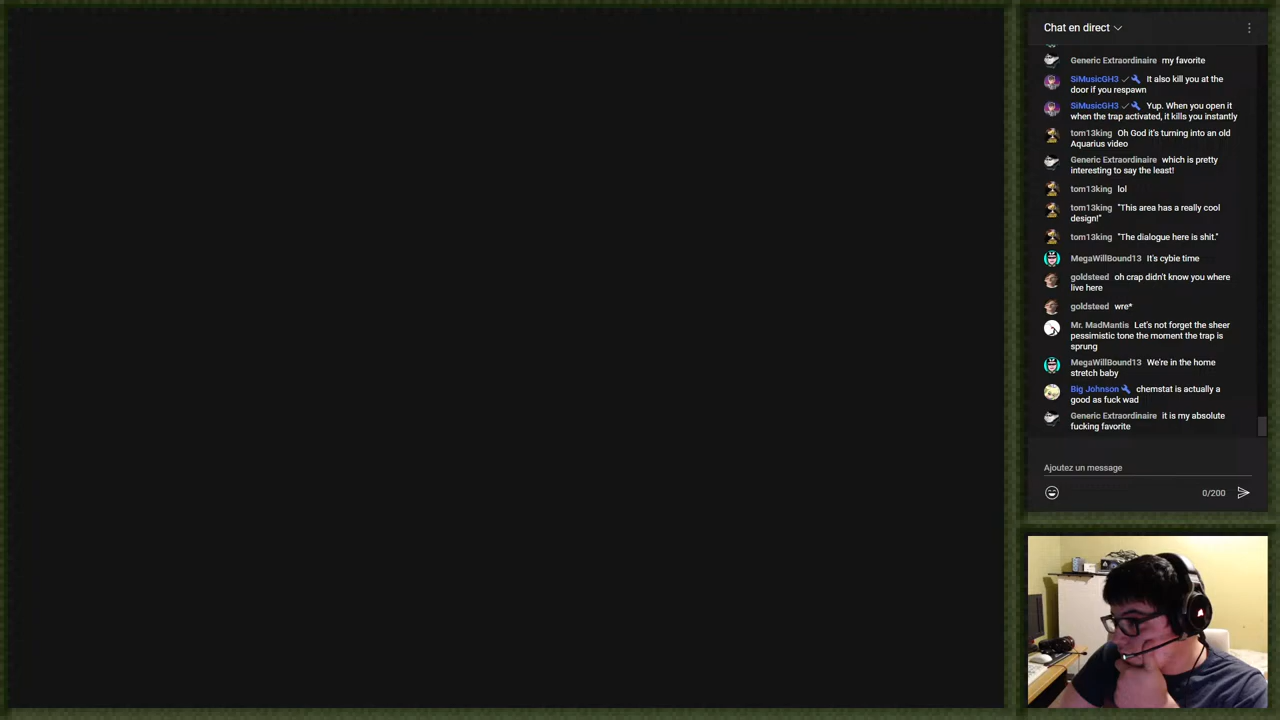 Chat en direct
Generic Extraordinaire my favorite
SiMusicGH3 It also kill you at the
door if you respawn
SiMusicGH3 Yup. When you open it
when the trap activated, it kills you instantly
tom13king Oh God it's turning into an old
Aquarius video
Generic Extraordinaire which is pretty
interesting to say the least!
tom13king lol
tom13king "This area has a really cool
design!"
tom13king "The dialogue here is shit."
MegaWillBound13 It's cybie time
goldsteed oh crap didn't know you where
live here
goldsteed wre*
Mr. MadMantis Let's not forget the sheer
pessimistic tone the moment the trap is
sprung
MegaWillBound13 We're in the home
stretch baby
Big Johnson chemstat is actually a
good as fuck wad
Generic Extraordinaire it is my absolute
fucking favorite
Ajoutez un message
0/200